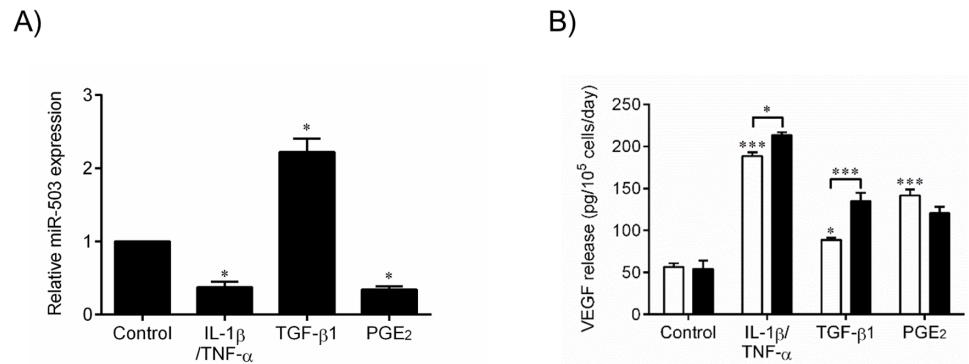 A)
B)
Relative miR-503 expression
3
2
1
0
*
*
*
Control
IL-1β
/TNF-α
TGF-β1
PGE₂
VEGF release (pg/10⁵ cells/day)
250
200
150
100
50
0
*
***
***
*
***
Control
IL-1β/
TNF-α
TGF-β1
PGE₂